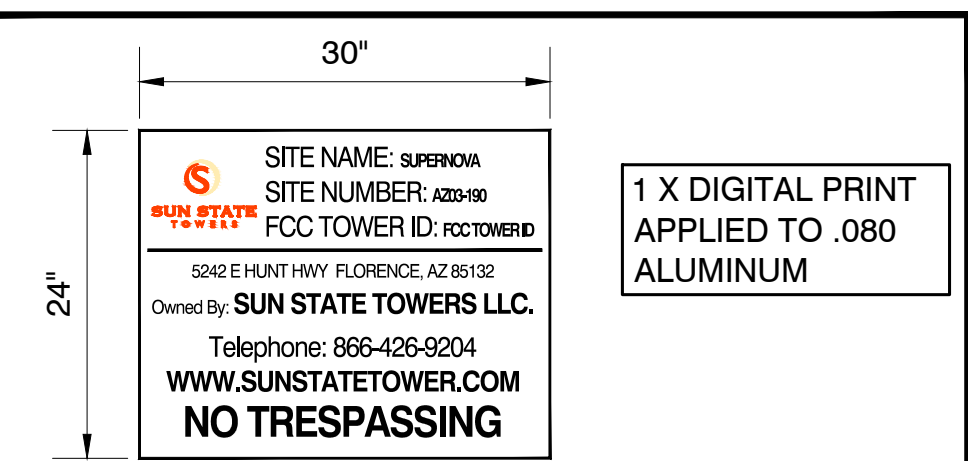 30"
24"
SITE NAME: SUPERNOVA
SITE NUMBER: AZ03-190
FCC TOWER ID: FCC TOWER ID
SUN STATE
TOWERS
5242 E HUNT HWY FLORENCE, AZ 85132
Owned By: SUN STATE TOWERS LLC.
Telephone: 866-426-9204
WWW.SUNSTATETOWER.COM
NO TRESPASSING
1 X DIGITAL PRINT
APPLIED TO .080
ALUMINUM